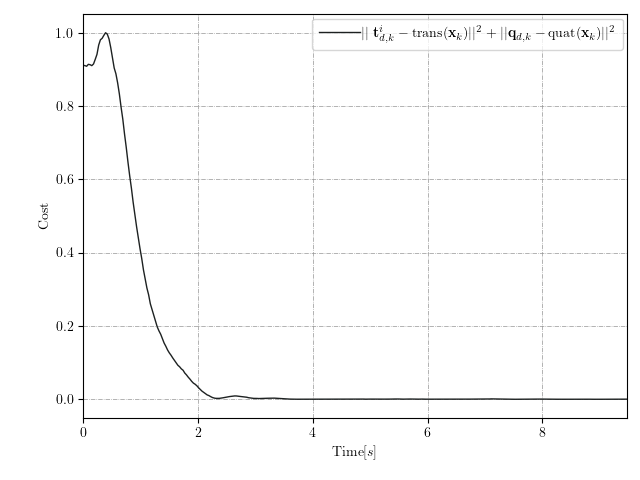 || t^i_{d,k} − trans(x_k)||^2 + ||q_{d,k} − quat(x_k)||^2
1.0
0.8
0.6
0.4
0.2
0.0
Cost
0 2 4 6 8
Time[s]